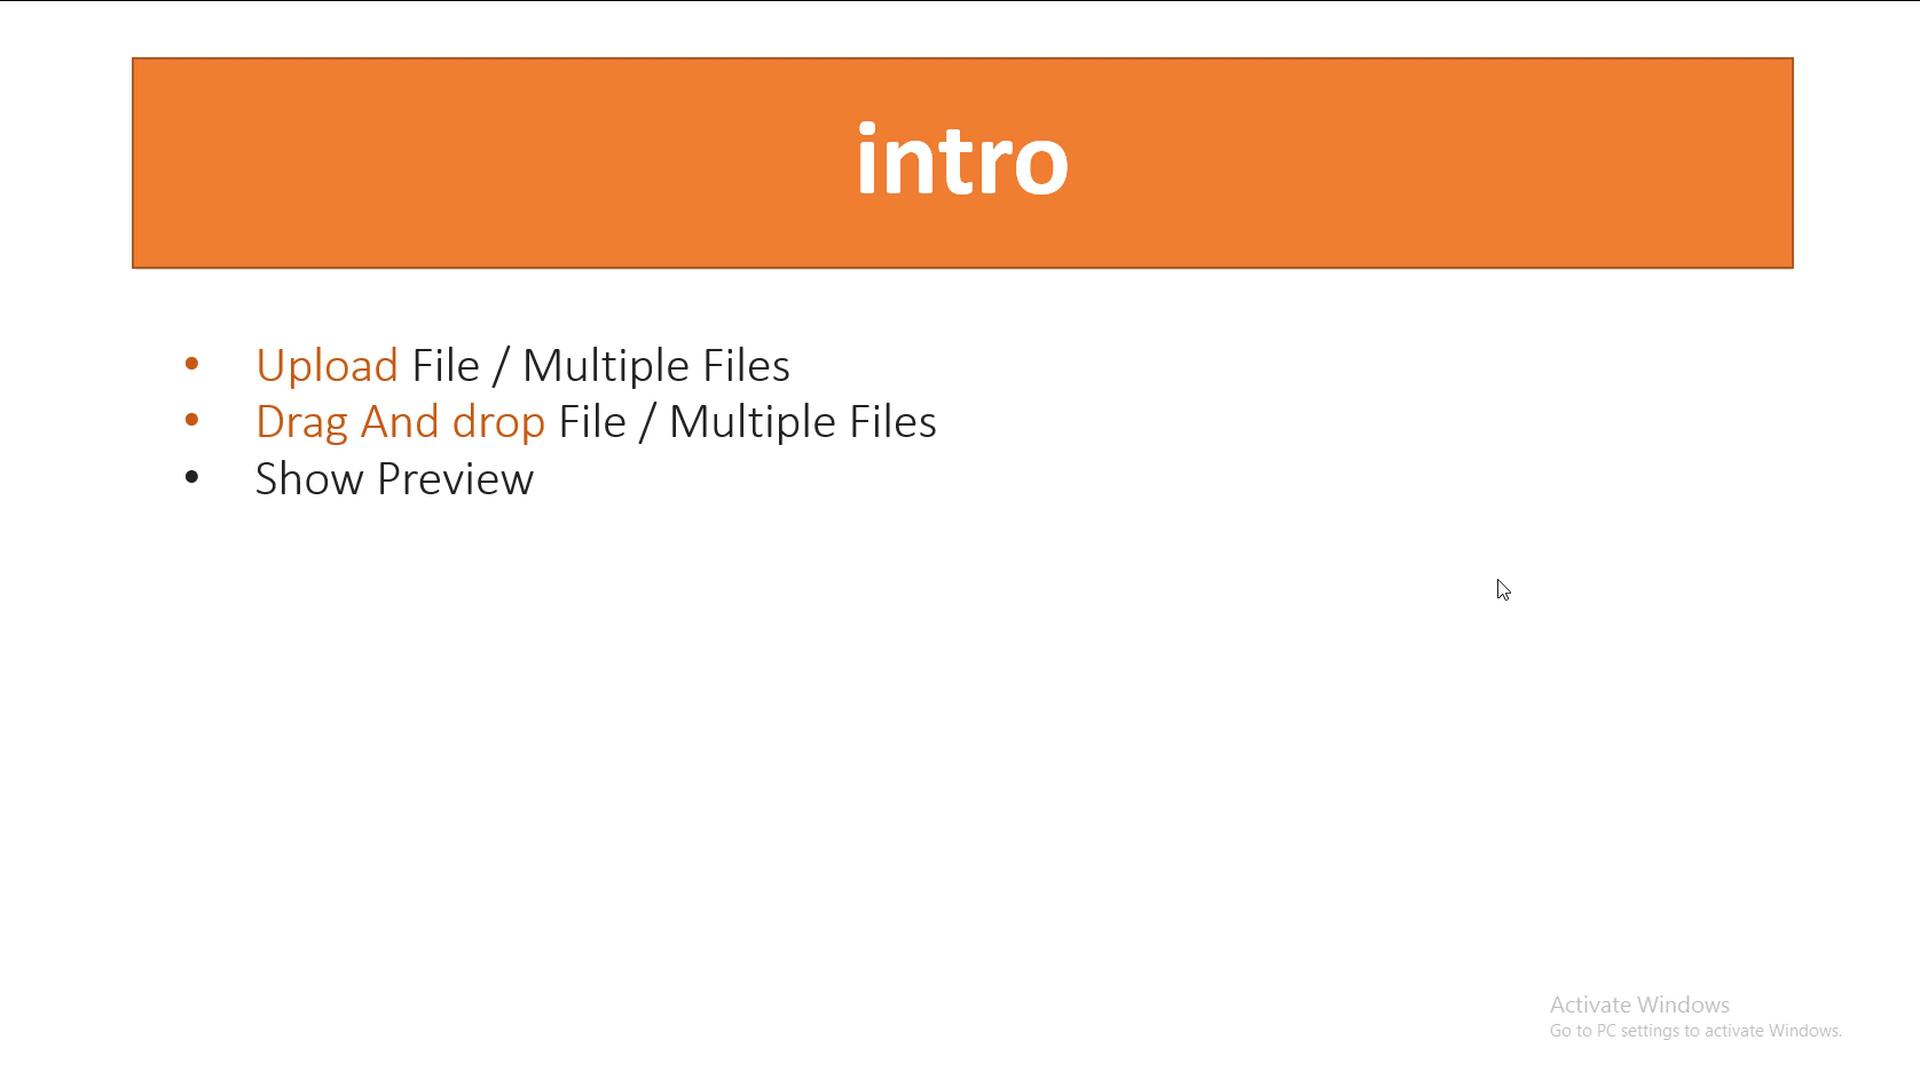 intro
• Upload File / Multiple Files
• Drag And drop File / Multiple Files
• Show Preview
Activate Windows
Go to PC settings to activate Windows.